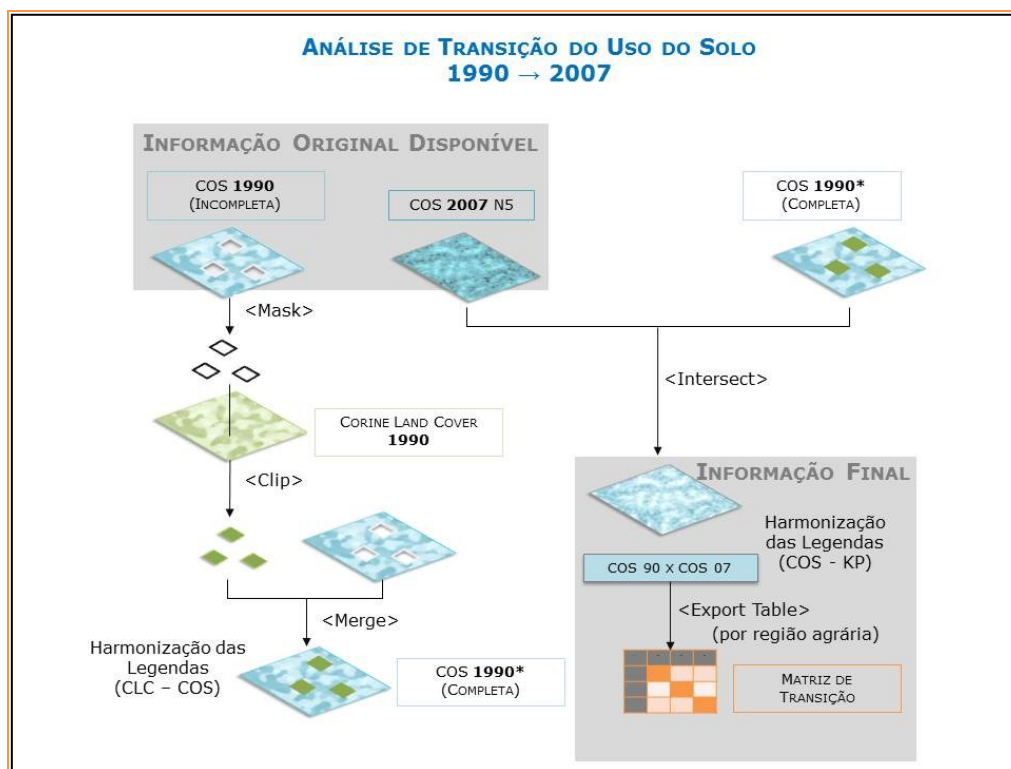 ANÁLISE DE TRANSIÇÃO DO USO DO SOLO
1990 → 2007
INFORMAÇÃO ORIGINAL DISPONÍVEL
COS 1990
(INCOMPLETA)
COS 2007 N5
COS 1990*
(COMPLETA)
<Mask>
<Intersect>
CORINE LAND COVER
1990
<Clip>
INFORMAÇÃO FINAL
Harmonização
das Legendas
(COS - KP)
COS 90 X COS 07
<Export Table>
(por região agrária)
<Merge>
Harmonização das
Legendas
(CLC – COS)
COS 1990*
(COMPLETA)
MATRIZ DE
TRANSIÇÃO